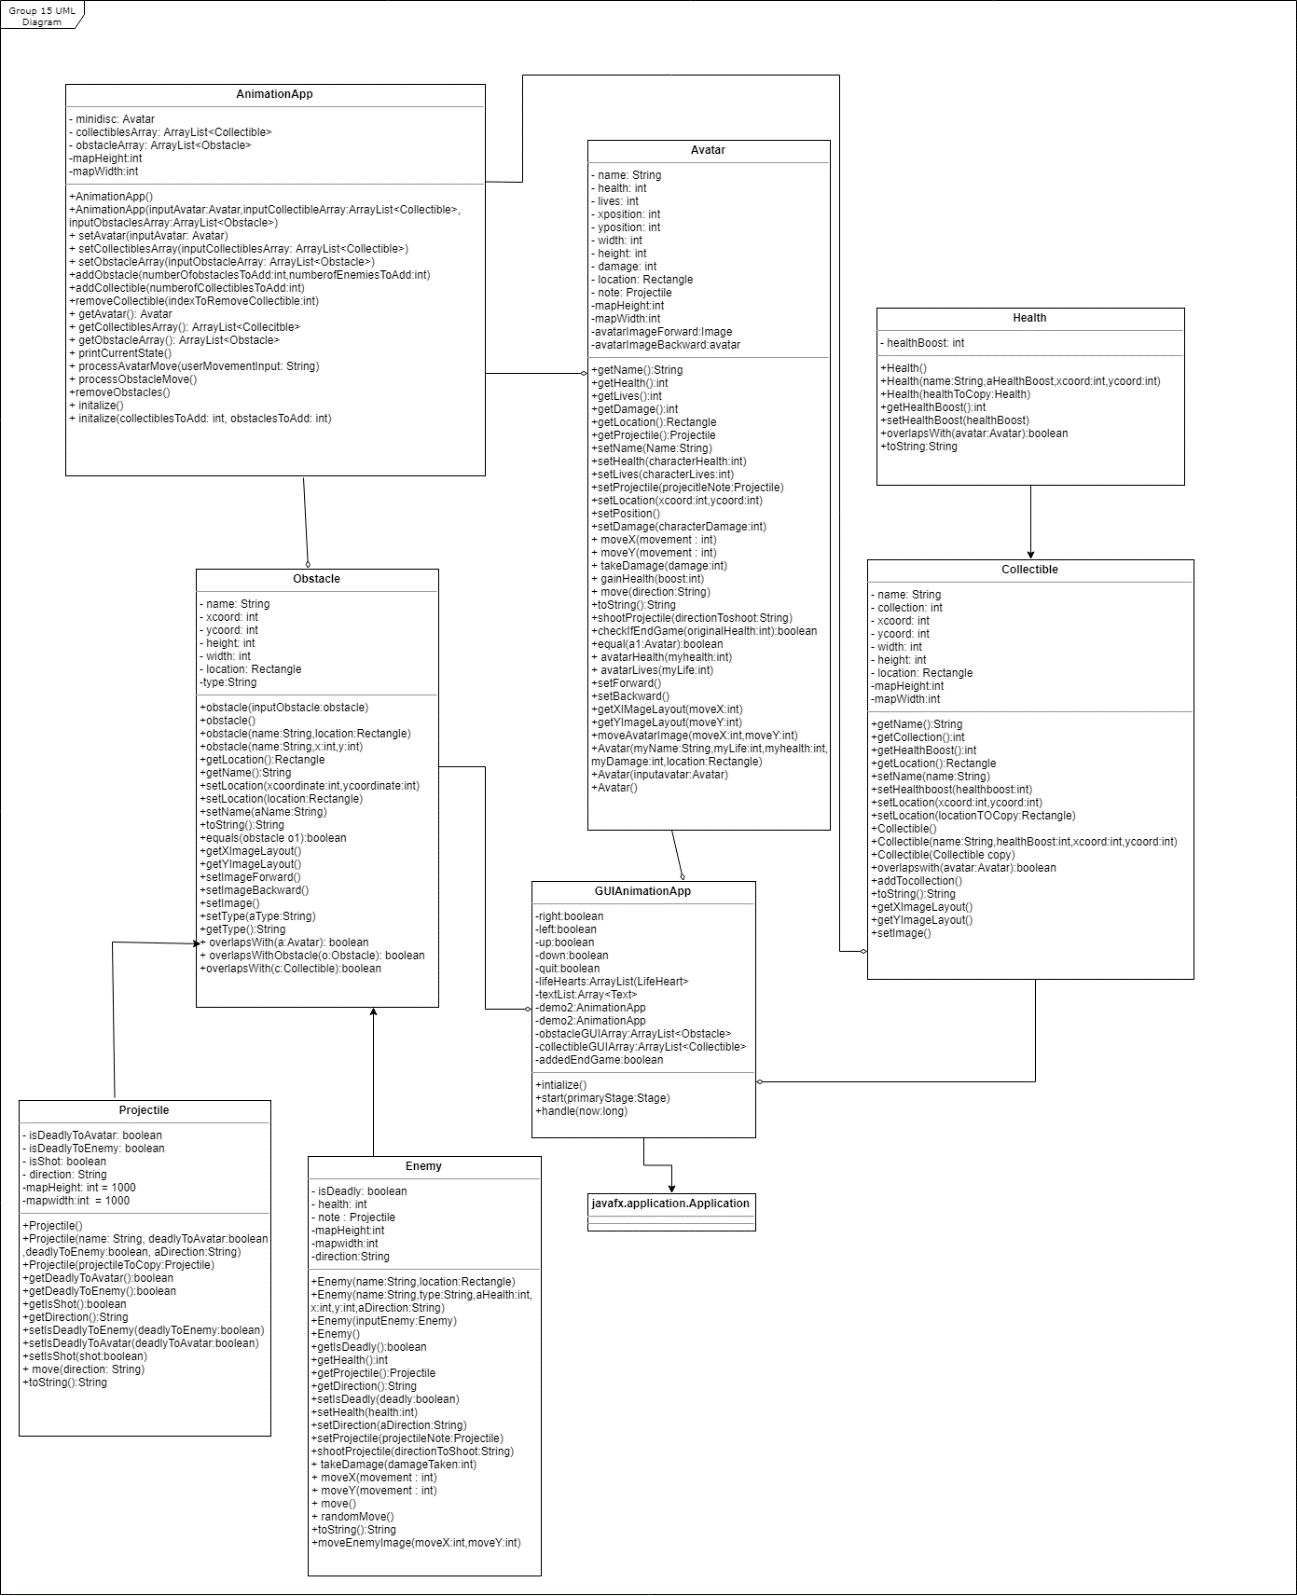 Group 15 UML
Diagram
AnimationApp
- minidisc: Avatar
- collectiblesArray: ArrayList<Collectible>
- obstacleArray: ArrayList<Obstacle>
-mapHeight:int
-mapWidth:int
+AnimationApp()
+AnimationApp(inputAvatar:Avatar,inputCollectibleArray:ArrayList<Collectible>,
inputObstaclesArray:ArrayList<Obstacle>)
+ setAvatar(inputAvatar: Avatar)
+ setCollectiblesArray(inputCollectiblesArray: ArrayList<Collectible>)
+ setObstacleArray(inputObstacleArray: ArrayList<Obstacle>)
+addObstacle(numberOfobstaclesToAdd:int,numberofEnemiesToAdd:int)
+addCollectible(numberofCollectiblesToAdd:int)
+removeCollectible(indexToRemoveCollectible:int)
+ getAvatar(): Avatar
+ getCollectiblesArray(): ArrayList<Collecitble>
+ getObstacleArray(): ArrayList<Obstacle>
+ printCurrentState()
+ processAvatarMove(userMovementInput: String)
+ processObstacleMove()
+removeObstacles()
+ initalize()
+ initalize(collectiblesToAdd: int, obstaclesToAdd: int)
Avatar
- name: String
- health: int
- lives: int
- xposition: int
- yposition: int
- width: int
- height: int
- damage: int
- location: Rectangle
- note: Projectile
-mapHeight:int
-mapWidth:int
-avatarImageForward:Image
-avatarImageBackward:avatar
+getName():String
+getHealth():int
+getLives():int
+getDamage():int
+getLocation():Rectangle
+getProjectile():Projectile
+setName(Name:String)
+setHealth(characterHealth:int)
+setLives(characterLives:int)
+setProjectile(projecitleNote:Projectile)
+setLocation(xcoord:int,ycoord:int)
+setPosition()
+setDamage(characterDamage:int)
+ moveX(movement : int)
+ moveY(movement : int)
+ takeDamage(damage:int)
+ gainHealth(boost:int)
+ move(direction:String)
+toString():String
+shootProjectile(directionToshoot:String)
+checkIfEndGame(originalHealth:int):boolean
+equal(a1:Avatar):boolean
+ avatarHealth(myhealth:int)
+ avatarLives(myLife:int)
+setForward()
+setBackward()
+getXIMageLayout(moveX:int)
+getYImageLayout(moveY:int)
+moveAvatarImage(moveX:int,moveY:int)
+Avatar(myName:String,myLife:int,myhealth:int,
myDamage:int,location:Rectangle)
+Avatar(inputavatar:Avatar)
+Avatar()
Health
- healthBoost: int
+Health()
+Health(name:String,aHealthBoost,xcoord:int,ycoord:int)
+Health(healthToCopy:Health)
+getHealthBoost():int
+setHealthBoost(healthBoost)
+overlapsWith(avatar:Avatar):boolean
+toString:String
Collectible
- name: String
- collection: int
- xcoord: int
- ycoord: int
- width: int
- height: int
- location: Rectangle
-mapHeight:int
-mapWidth:int
+getName():String
+getCollection():int
+getHealthBoost():int
+getLocation():Rectangle
+setName(name:String)
+setHealthboost(healthboost:int)
+setLocation(xcoord:int,ycoord:int)
+setLocation(locationTOCopy:Rectangle)
+Collectible()
+Collectible(name:String,healthBoost:int,xcoord:int,ycoord:int)
+Collectible(Collectible copy)
+overlapswith(avatar:Avatar):boolean
+addTocollection()
+toString():String
+getXImageLayout()
+getYImageLayout()
+setImage()
Obstacle
- name: String
- xcoord: int
- ycoord: int
- height: int
- width: int
- location: Rectangle
-type:String
+obstacle(inputObstacle:obstacle)
+obstacle()
+obstacle(name:String,location:Rectangle)
+obstacle(name:String,x:int,y:int)
+getLocation():Rectangle
+getName():String
+setLocation(xcoordinate:int,ycoordinate:int)
+setLocation(location:Rectangle)
+setName(aName:String)
+toString():String
+equals(obstacle o1):boolean
+getXImageLayout()
+getYImageLayout()
+setImageForward()
+setImageBackward()
+setImage()
+setType(aType:String)
+getType():String
+ overlapsWith(a:Avatar): boolean
+ overlapsWithObstacle(o:Obstacle): boolean
+overlapsWith(c:Collectible):boolean
GUIAnimationApp
-right:boolean
-left:boolean
-up:boolean
-down:boolean
-quit:boolean
-lifeHearts:ArrayList(LifeHeart>
-textList:Array<Text>
-demo2:AnimationApp
-demo2:AnimationApp
-obstacleGUIArray:ArrayList<Obstacle>
-collectibleGUIArray:ArrayList<Collectible>
-addedEndGame:boolean
+intialize()
+start(primaryStage:Stage)
+handle(now:long)
javafx.application.Application
Projectile
- isDeadlyToAvatar: boolean
- isDeadlyToEnemy: boolean
- isShot: boolean
- direction: String
-mapHeight: int = 1000
-mapwidth:int = 1000
+Projectile()
+Projectile(name: String, deadlyToAvatar:boolean
,deadlyToEnemy:boolean, aDirection:String)
+Projectile(projectileToCopy:Projectile)
+getDeadlyToAvatar():boolean
+getDeadlyToEnemy():boolean
+getIsShot():boolean
+getDirection():String
+setIsDeadlyToEnemy(deadlyToEnemy:boolean)
+setIsDeadlyToAvatar(deadlyToAvatar:boolean)
+setIsShot(shot:boolean)
+ move(direction: String)
+toString():String
Enemy
- isDeadly: boolean
- health: int
- note : Projectile
-mapHeight:int
-mapwidth:int
-direction:String
+Enemy(name:String,location:Rectangle)
+Enemy(name:String,type:String,aHealth:int,
x:int,y:int,aDirection:String)
+Enemy(inputEnemy:Enemy)
+Enemy()
+getIsDeadly():boolean
+getHealth():int
+getProjectile():Projectile
+getDirection():String
+setIsDeadly(deadly:boolean)
+setHealth(health:int)
+setDirection(aDirection:String)
+setProjectile(projectileNote:Projectile)
+shootProjectile(directionToShoot:String)
+ takeDamage(damageTaken:int)
+ moveX(movement : int)
+ moveY(movement : int)
+ move()
+ randomMove()
+toString():String
+moveEnemyImage(moveX:int,moveY:int)